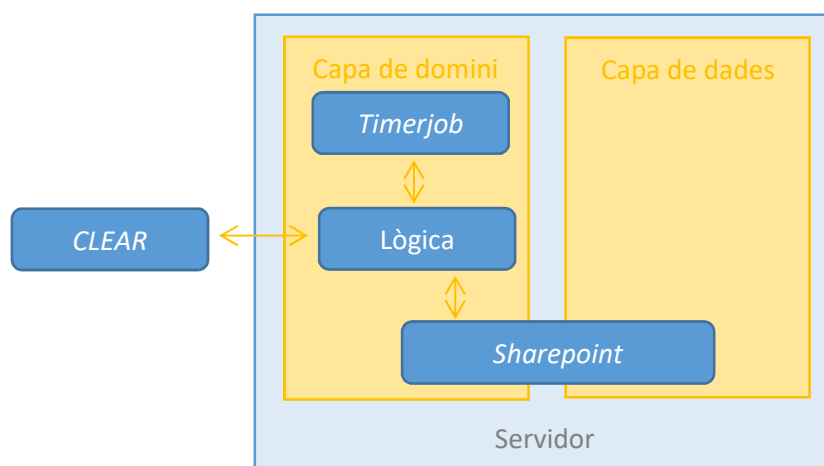 Capa de domini
Capa de dades
Timerjob
CLEAR
Lògica
Sharepoint
Servidor